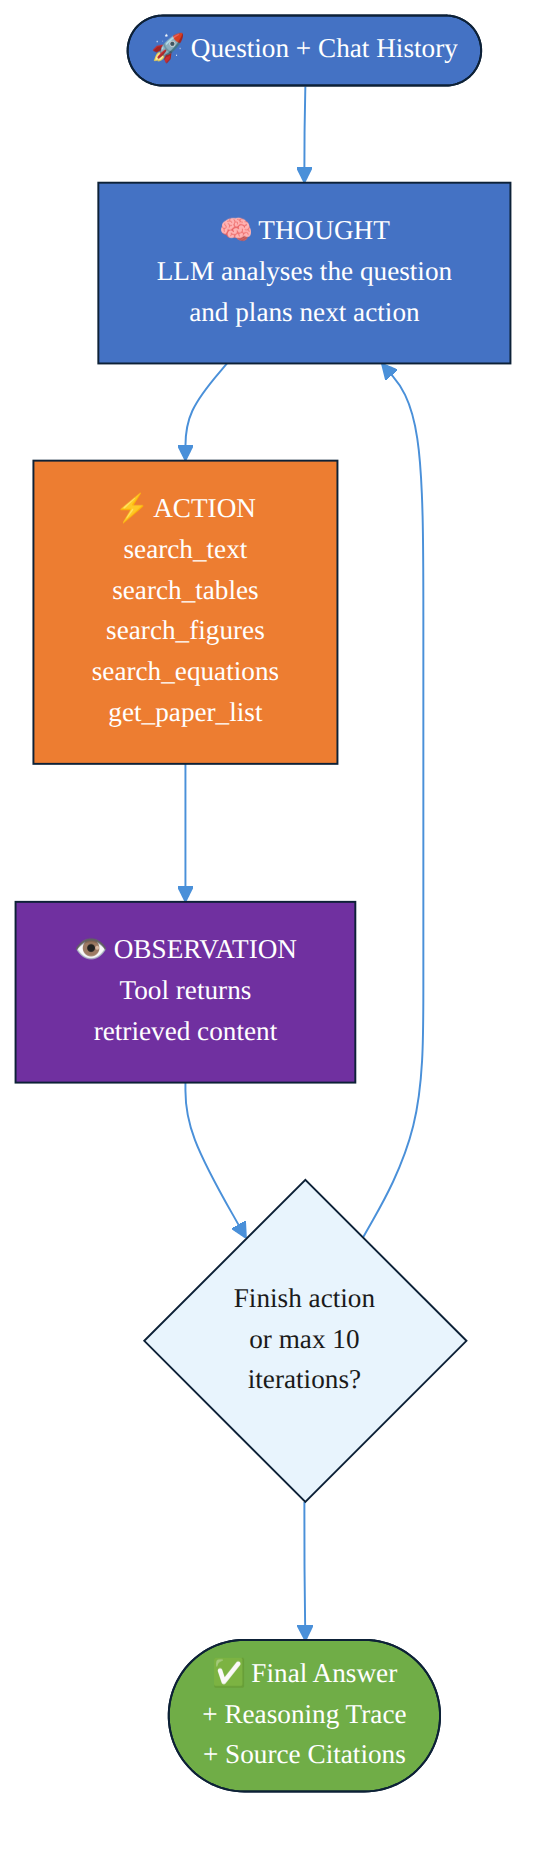 🚀 Question + Chat History
🧠 THOUGHT
LLM analyses the question
and plans next action
⚡ ACTION
search_text
search_tables
search_figures
search_equations
get_paper_list
👁️ OBSERVATION
Tool returns
retrieved content
Finish action
or max 10
iterations?
✅ Final Answer
+ Reasoning Trace
+ Source Citations